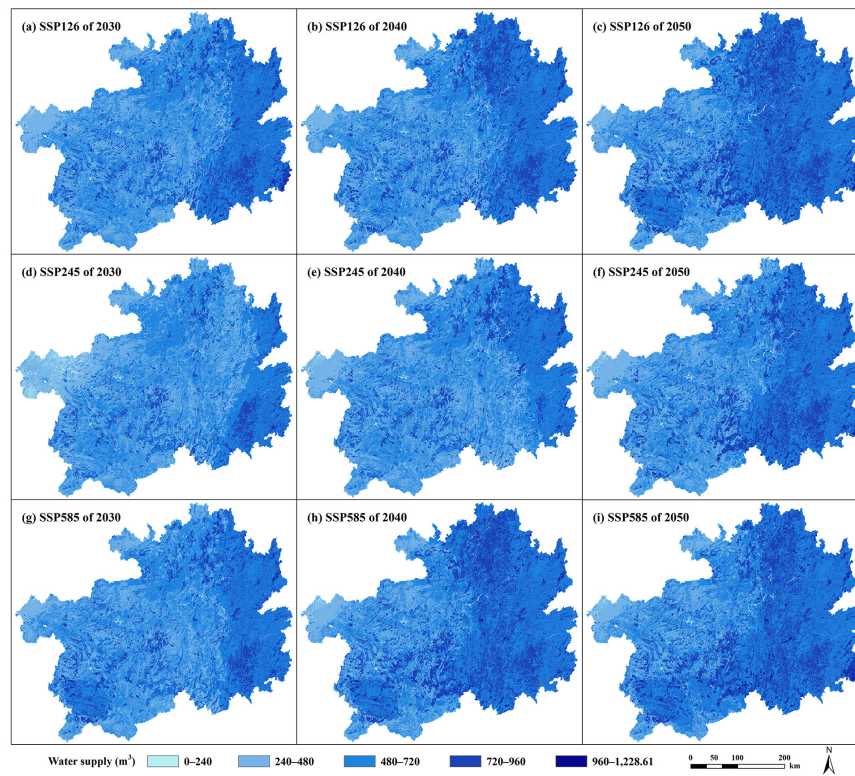 (a) SSP126 of 2030
(b) SSP126 of 2040
(c) SSP126 of 2050
(d) SSP245 of 2030
(e) SSP245 of 2040
(f) SSP245 of 2050
(g) SSP585 of 2030
(h) SSP585 of 2040
(i) SSP585 of 2050
Water supply (m³) 0–240 240–480 480–720 720–960 960–1,228.61
0 50 100 200
km
N